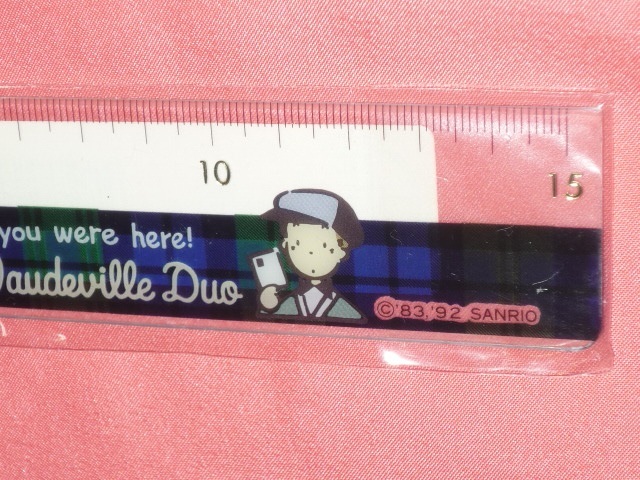 10
15
you were here!
Vaudeville Duo
©'83,'92 SANRIO